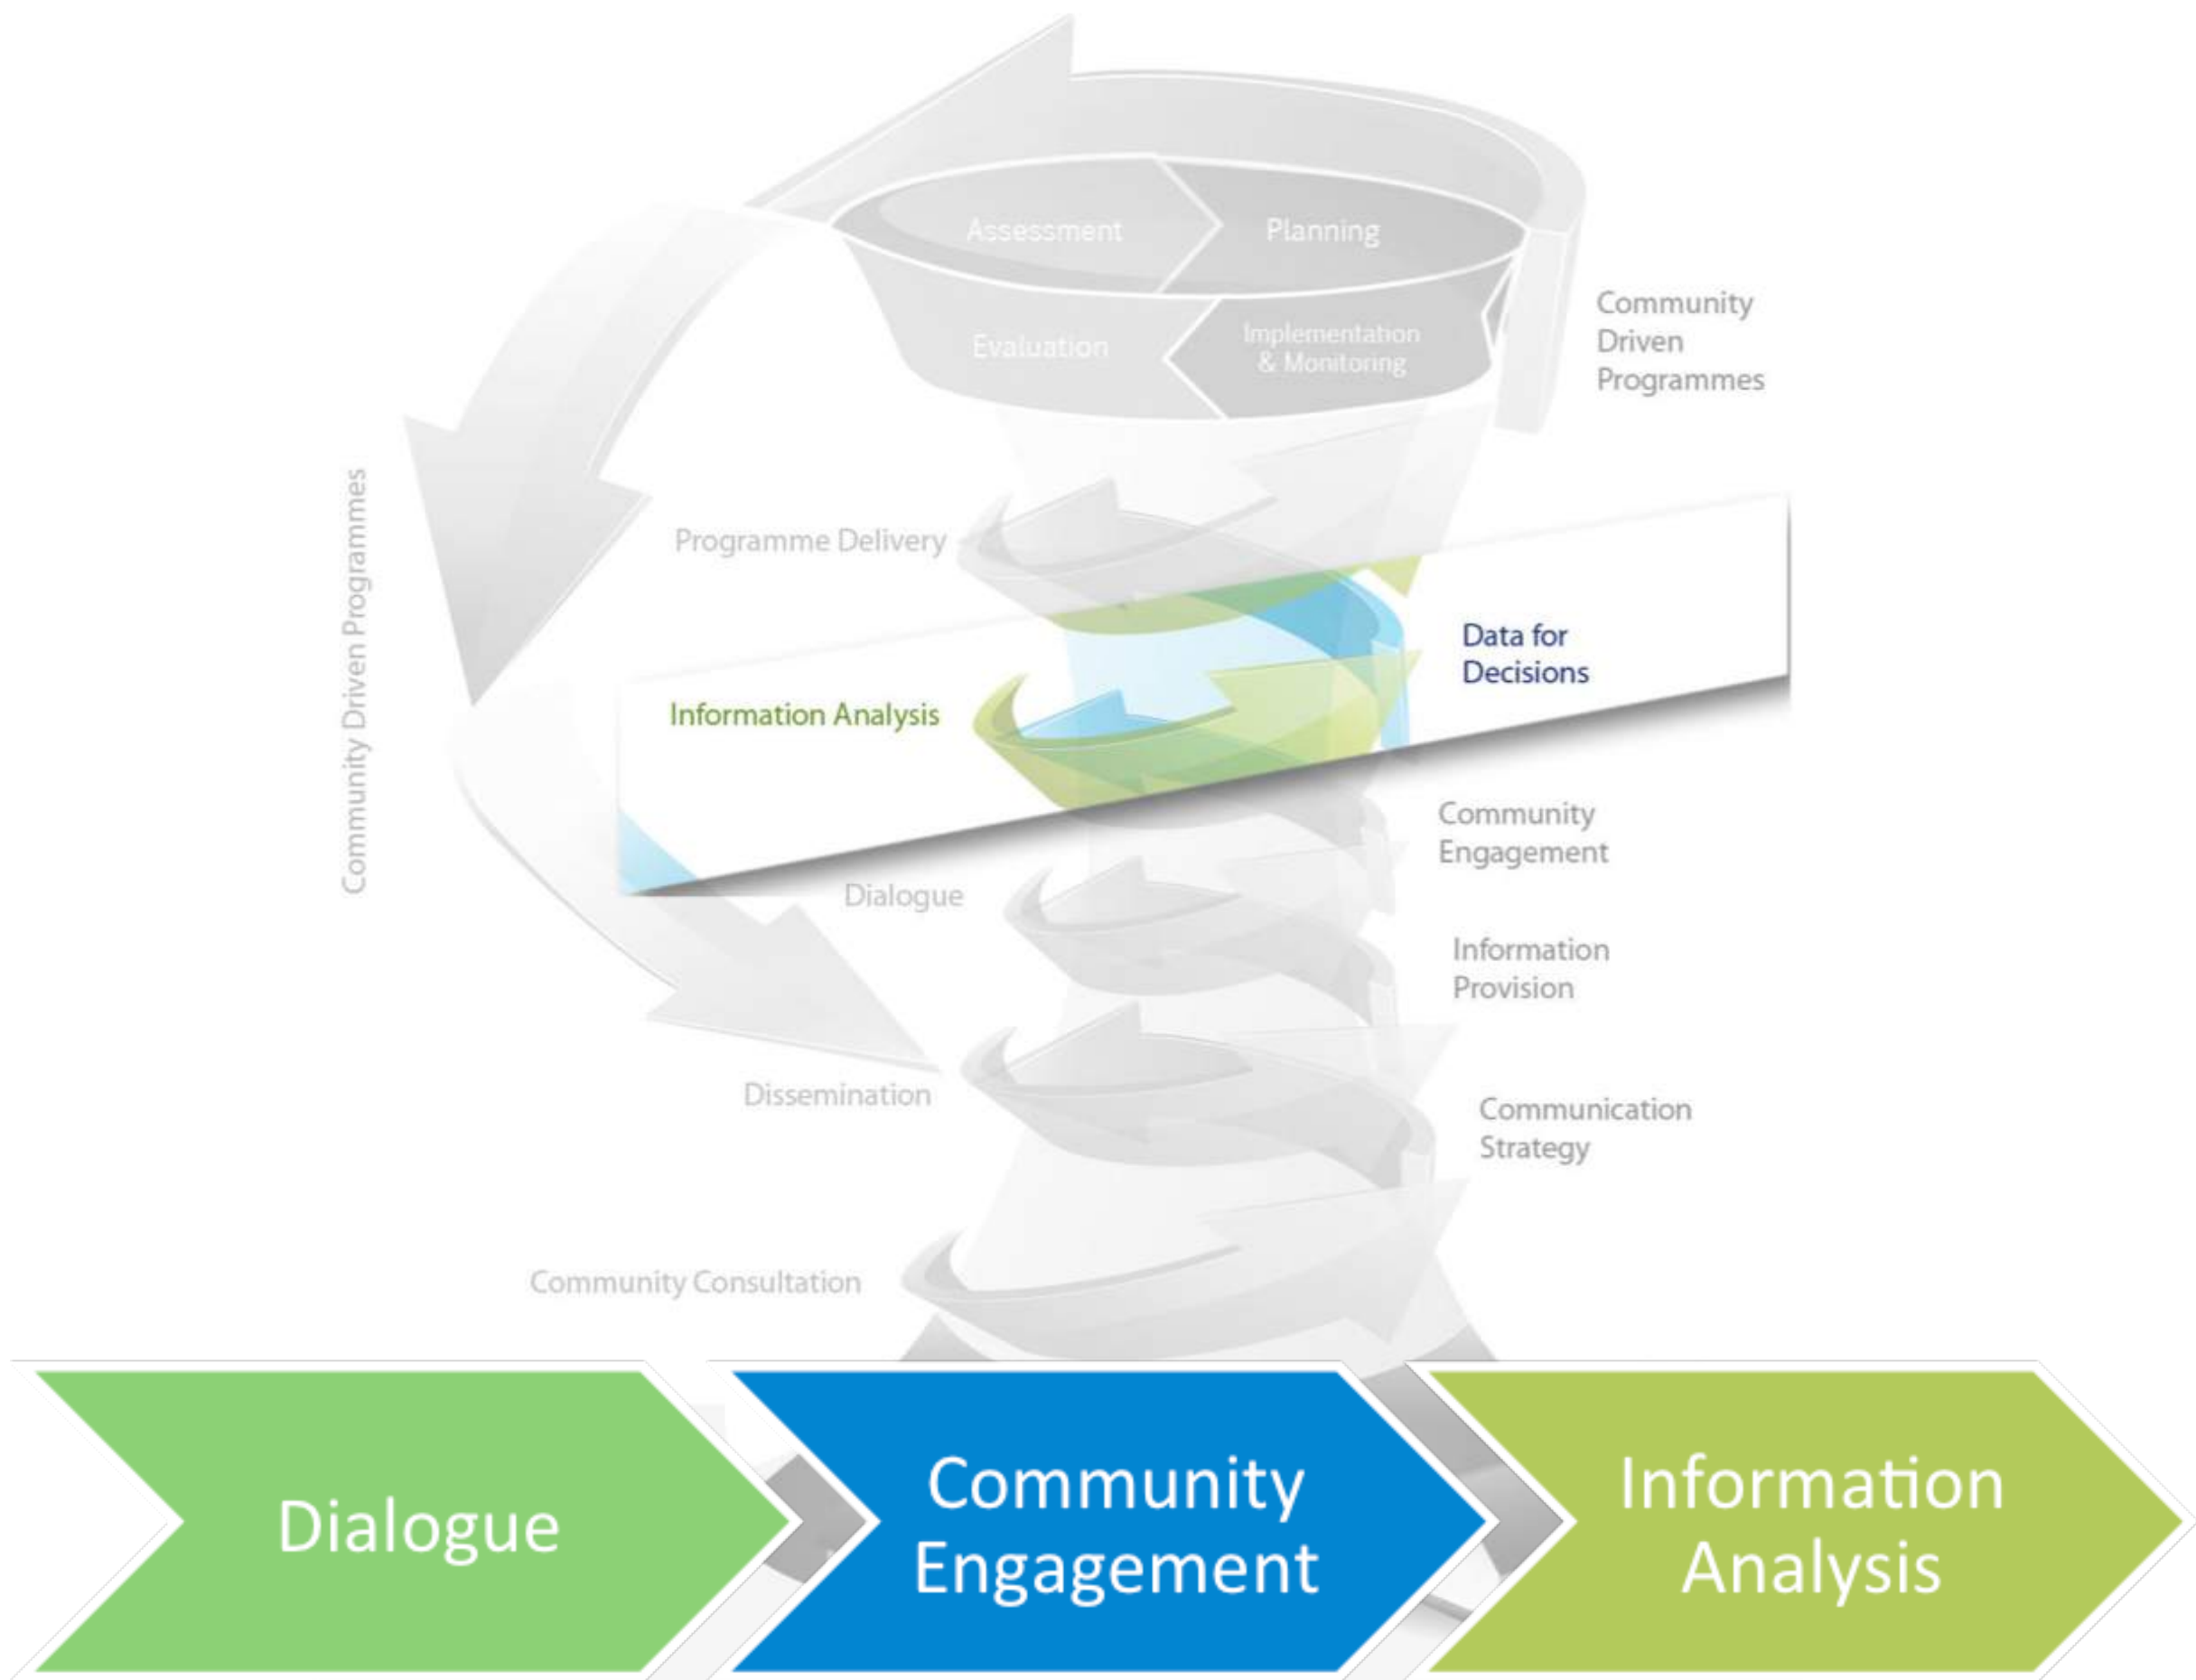 Assessment
Planning
Evaluation
Implementation
& Monitoring
Community
Driven
Programmes
Community Driven Programmes
Programme Delivery
Data for
Decisions
Information Analysis
Community
Engagement
Dialogue
Information
Provision
Dissemination
Communication
Strategy
Community Consultation
Dialogue
Community
Engagement
Information
Analysis